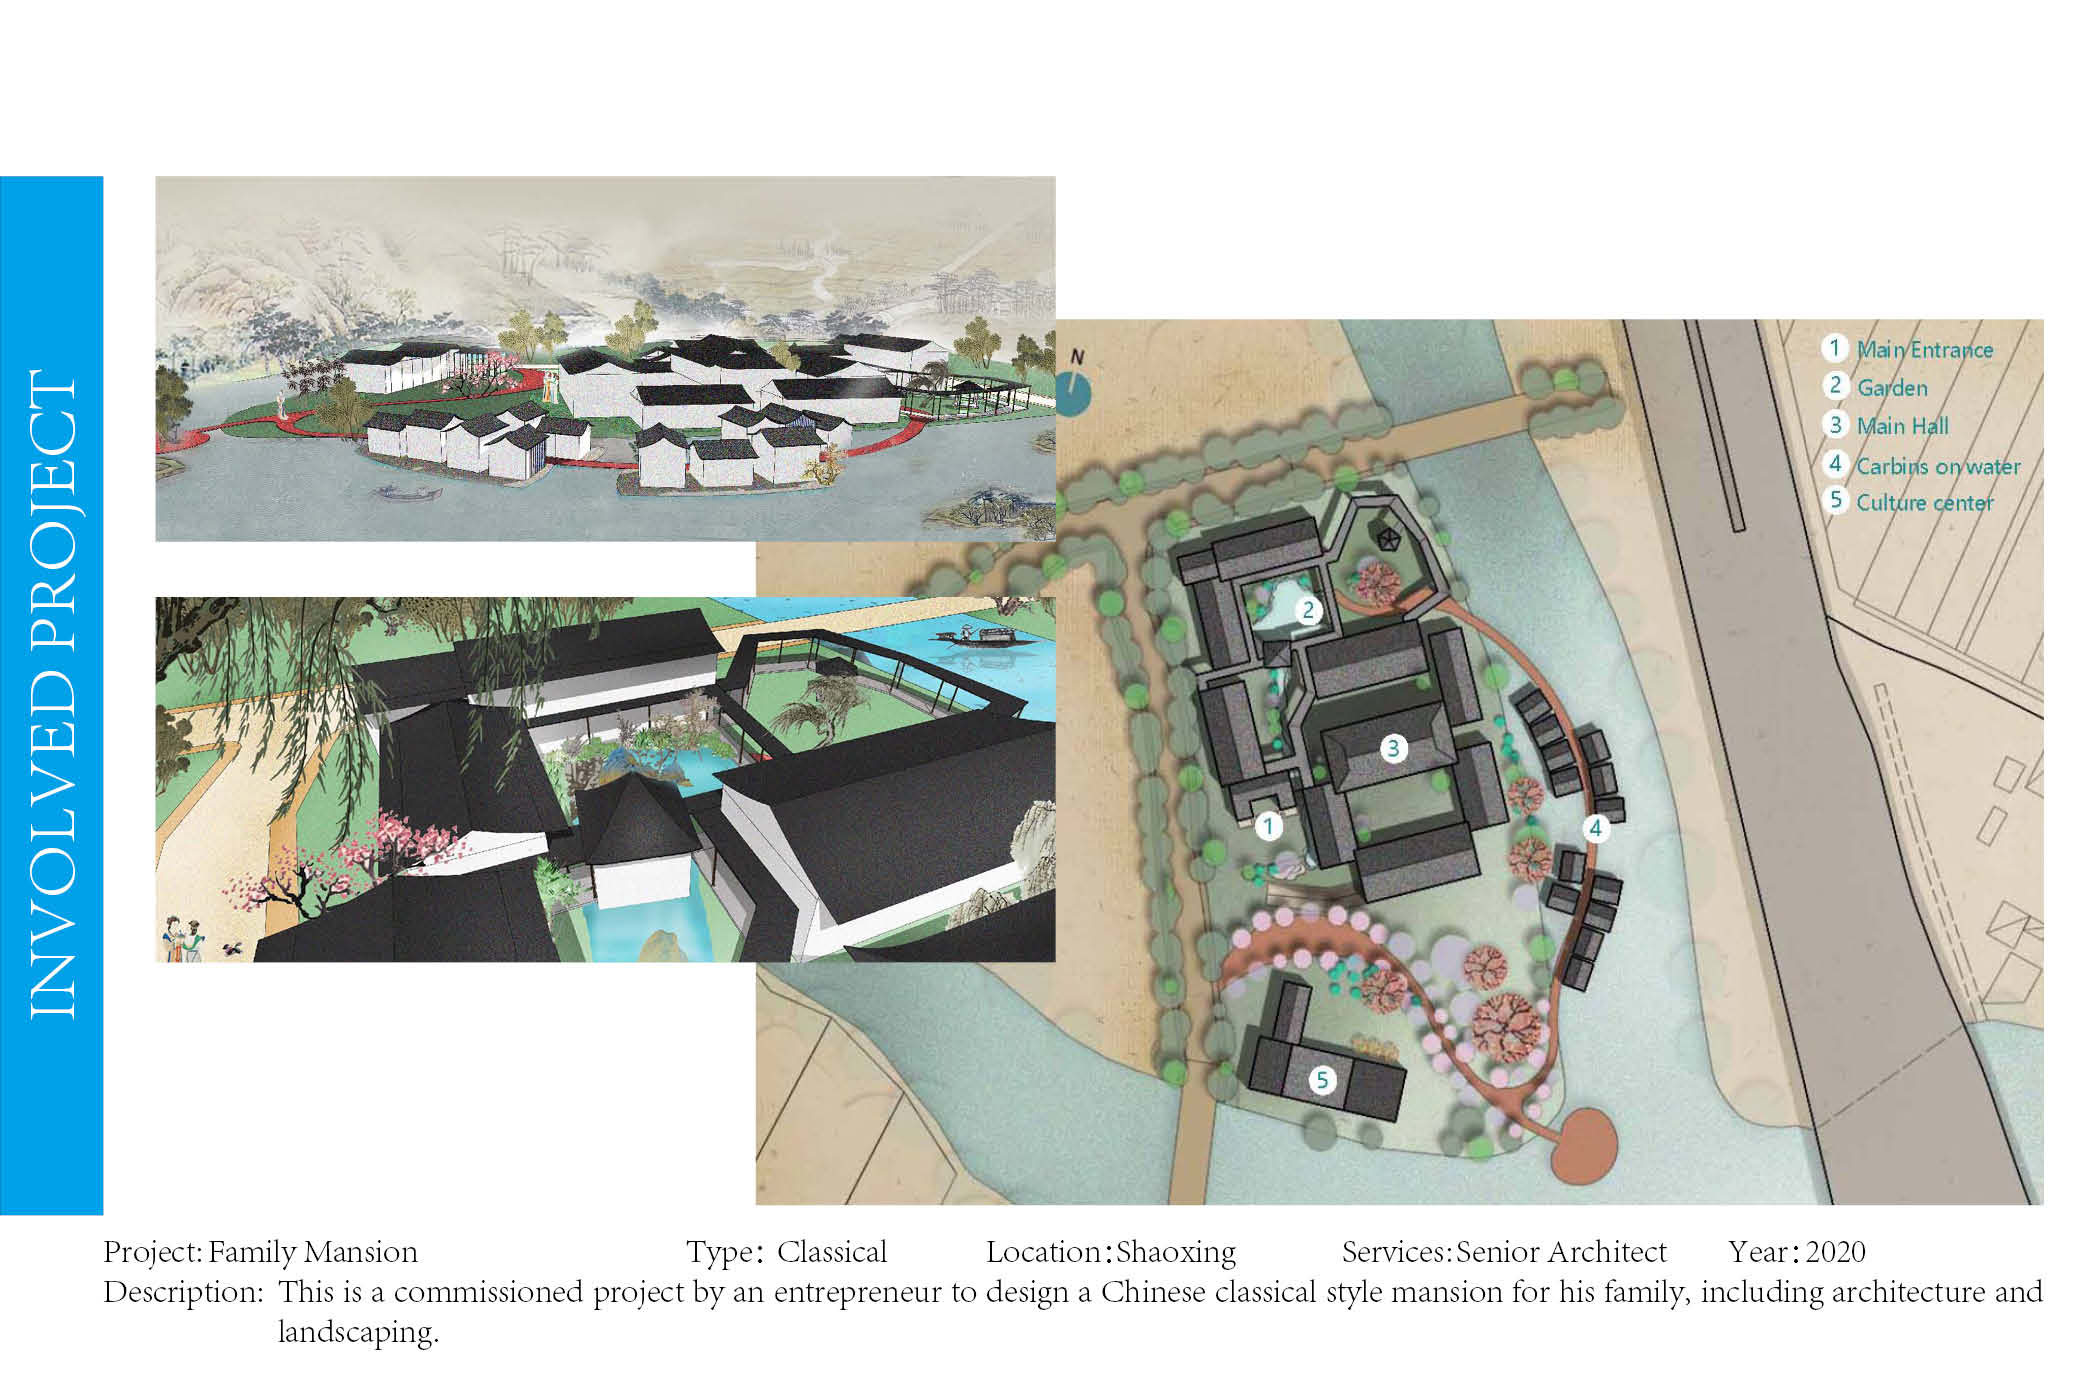 INVOLVED PROJECT
N
1 Main Entrance
2 Garden
3 Main Hall
4 Carbins on water
5 Culture center
2
3
1
4
5
Project: Family Mansion Type: Classical Location: Shaoxing Services: Senior Architect Year: 2020
Description: This is a commissioned project by an entrepreneur to design a Chinese classical style mansion for his family, including architecture and
landscaping.